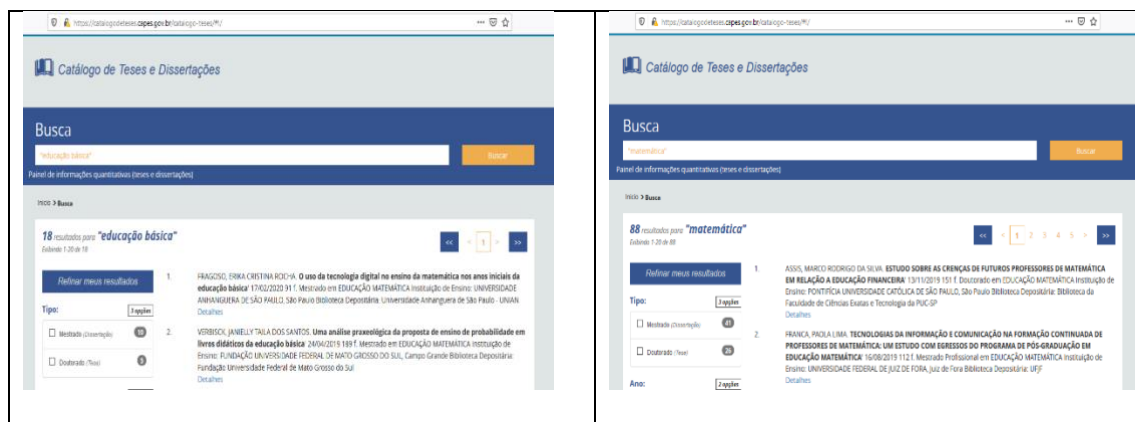 https://catalogodeteses.capes.gov.br/catalogo-teses/#!/
Catálogo de Teses e Dissertações
Busca
"educação básica"
Buscar
Painel de informações quantitativas (teses e dissertações)
Início > Busca
18 resultados para "educação básica"
Exibindo 1-20 de 18
<< < 1 > >>
Refinar meus resultados
Tipo:
3 opções
Mestrado (Dissertação) 10
Doutorado (Tese) 5
1. FRAGOSO, ERIKA CRISTINA ROCHA. O uso da tecnologia digital no ensino da matemática nos anos iniciais da
educação básica' 17/02/2020 91 f. Mestrado em EDUCAÇÃO MATEMÁTICA Instituição de Ensino: UNIVERSIDADE
ANHANGUERA DE SÃO PAULO, São Paulo Biblioteca Depositária: Universidade Anhanguera de São Paulo - UNIAN
Detalhes
2. VERBISCK, JANIELLY TAILA DOS SANTOS. Uma análise praxeológica da proposta de ensino de probabilidade em
livros didáticos da educação básica' 24/04/2019 189 f. Mestrado em EDUCAÇÃO MATEMÁTICA Instituição de
Ensino: FUNDAÇÃO UNIVERSIDADE FEDERAL DE MATO GROSSO DO SUL, Campo Grande Biblioteca Depositária:
Fundação Universidade Federal de Mato Grosso do Sul
Detalhes
https://catalogodeteses.capes.gov.br/catalogo-teses/#!/
Catálogo de Teses e Dissertações
Busca
"matemática"
Buscar
Painel de informações quantitativas (teses e dissertações)
Início > Busca
88 resultados para "matemática"
Exibindo 1-20 de 88
<< < 1 2 3 4 5 > >>
Refinar meus resultados
Tipo:
3 opções
Mestrado (Dissertação) 41
Doutorado (Tese) 26
Ano:
2 opções
1. ASSIS, MARCO RODRIGO DA SILVA. ESTUDO SOBRE AS CRENÇAS DE FUTUROS PROFESSORES DE MATEMÁTICA
EM RELAÇÃO A EDUCAÇÃO FINANCEIRA' 13/11/2019 151 f. Doutorado em EDUCAÇÃO MATEMÁTICA Instituição de
Ensino: PONTIFÍCIA UNIVERSIDADE CATÓLICA DE SÃO PAULO, São Paulo Biblioteca Depositária: Biblioteca da
Faculdade de Ciências Exatas e Tecnologia da PUC-SP
Detalhes
2. FRANCA, PAOLA LIMA. TECNOLOGIAS DA INFORMAÇÃO E COMUNICAÇÃO NA FORMAÇÃO CONTINUADA DE
PROFESSORES DE MATEMÁTICA: UM ESTUDO COM EGRESSOS DO PROGRAMA DE PÓS-GRADUAÇÃO EM
EDUCAÇÃO MATEMÁTICA' 16/08/2019 112 f. Mestrado Profissional em EDUCAÇÃO MATEMÁTICA Instituição de
Ensino: UNIVERSIDADE FEDERAL DE JUIZ DE FORA, Juiz de Fora Biblioteca Depositária: UFJF
Detalhes